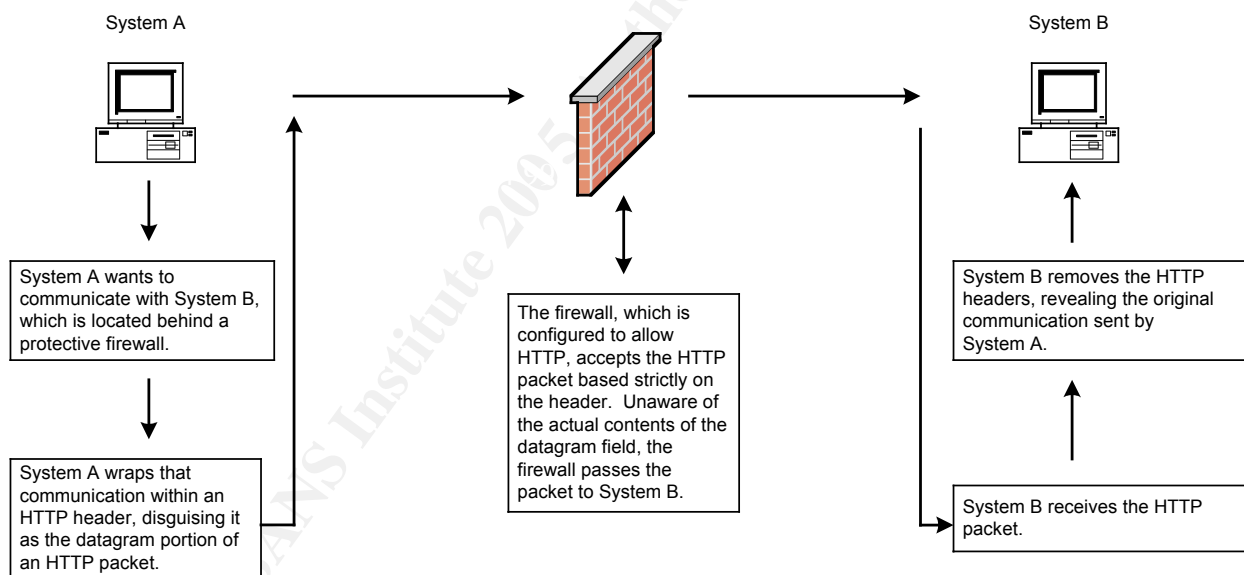 System A
System B
System A wants to
communicate with System B,
which is located behind a
protective firewall.
System A wraps that
communication within an
HTTP header, disguising it
as the datagram portion of
an HTTP packet.
The firewall, which is
configured to allow
HTTP, accepts the HTTP
packet based strictly on
the header. Unaware of
the actual contents of the
datagram field, the
firewall passes the
packet to System B.
System B removes the HTTP
headers, revealing the original
communication sent by
System A.
System B receives the HTTP
packet.
ANS Institute 2005